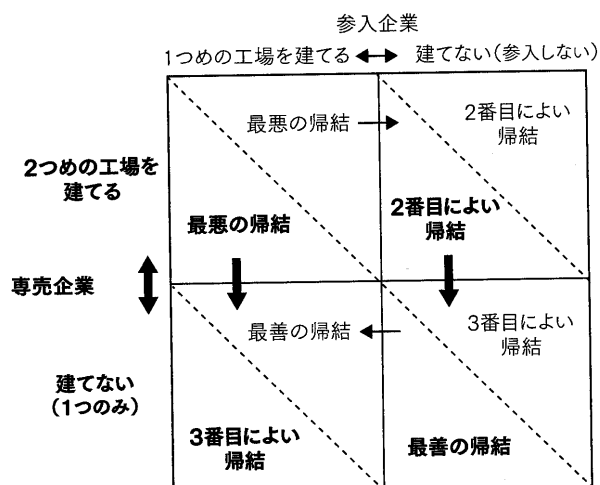 参入企業
1つめの工場を建てる
建てない(参入しない)
2つめの工場を
建てる
最悪の帰結
最悪の帰結
2番目によい
帰結
2番目によい
帰結
専売企業
建てない
(1つのみ)
最善の帰結
3番目によい
帰結
3番目によい
帰結
最善の帰結